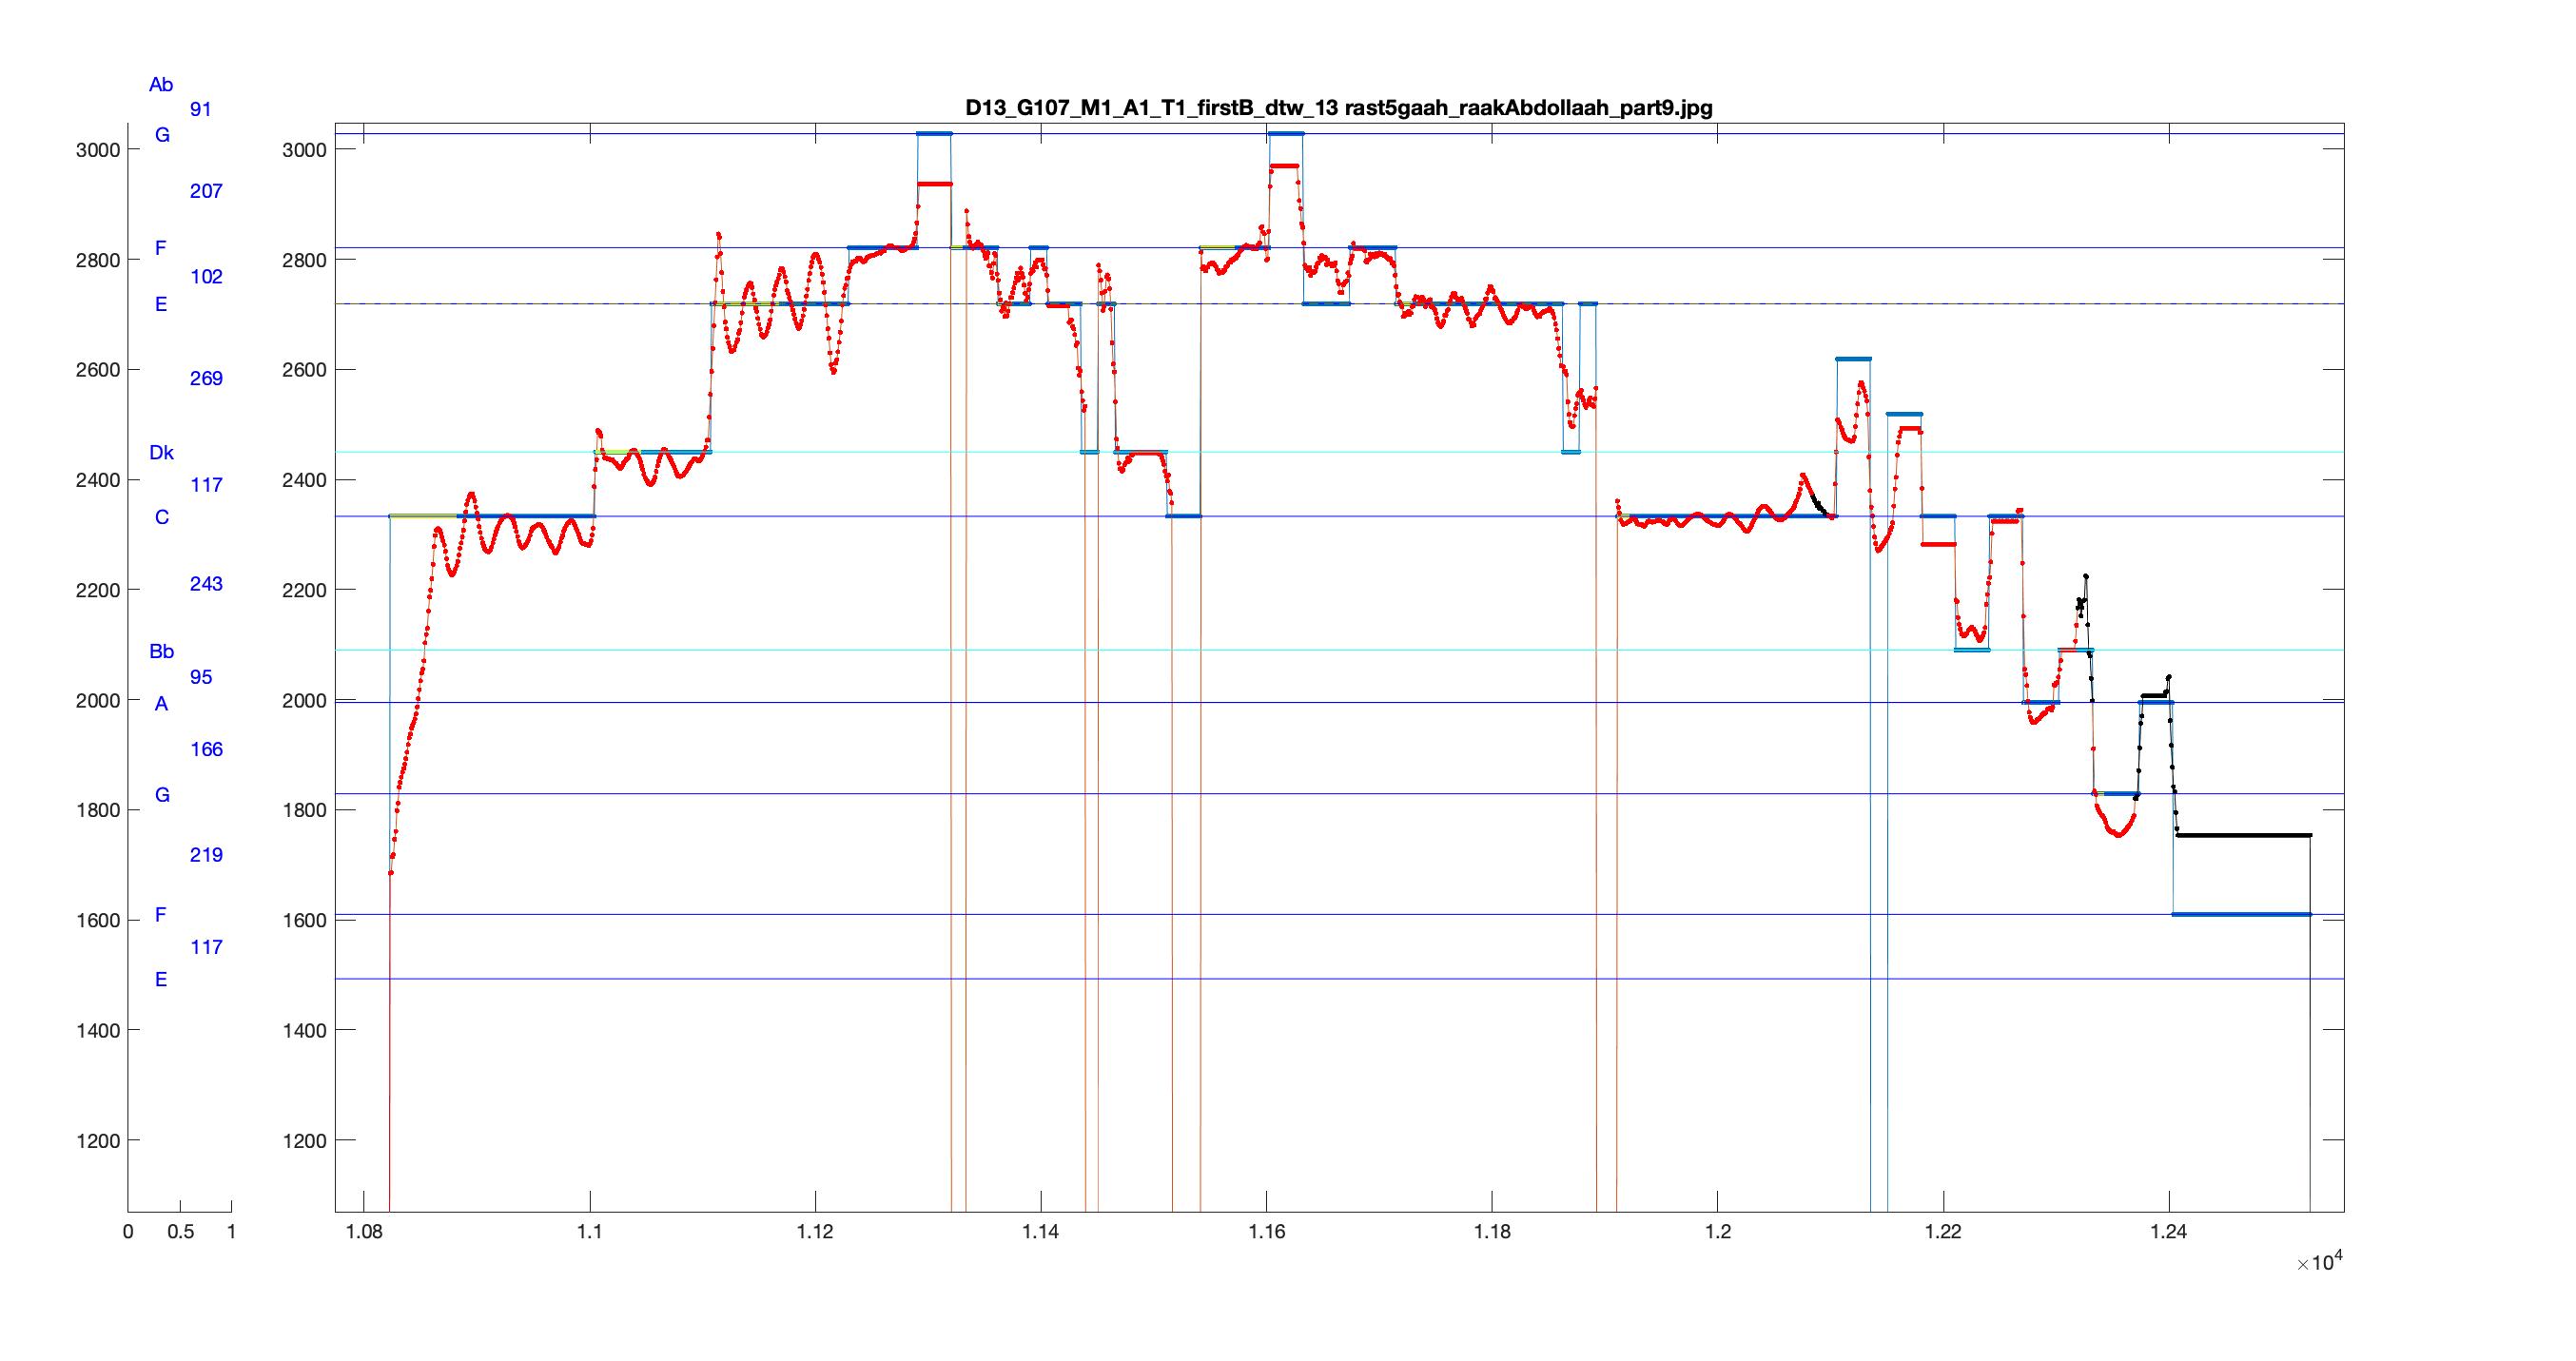 D13_G107_M1_A1_T1_firstB_dtw_13 rast5gaah_raakAbdollaah_part9.jpg
Ab
91
G
207
F
102
E
269
Dk
117
C
243
Bb
95
A
166
G
219
F
117
E
3000
2800
2600
2400
2200
2000
1800
1600
1400
1200
0 0.5 1
3000
2800
2600
2400
2200
2000
1800
1600
1400
1200
1.08 1.1 1.12 1.14 1.16 1.18 1.2 1.22 1.24
×10⁴